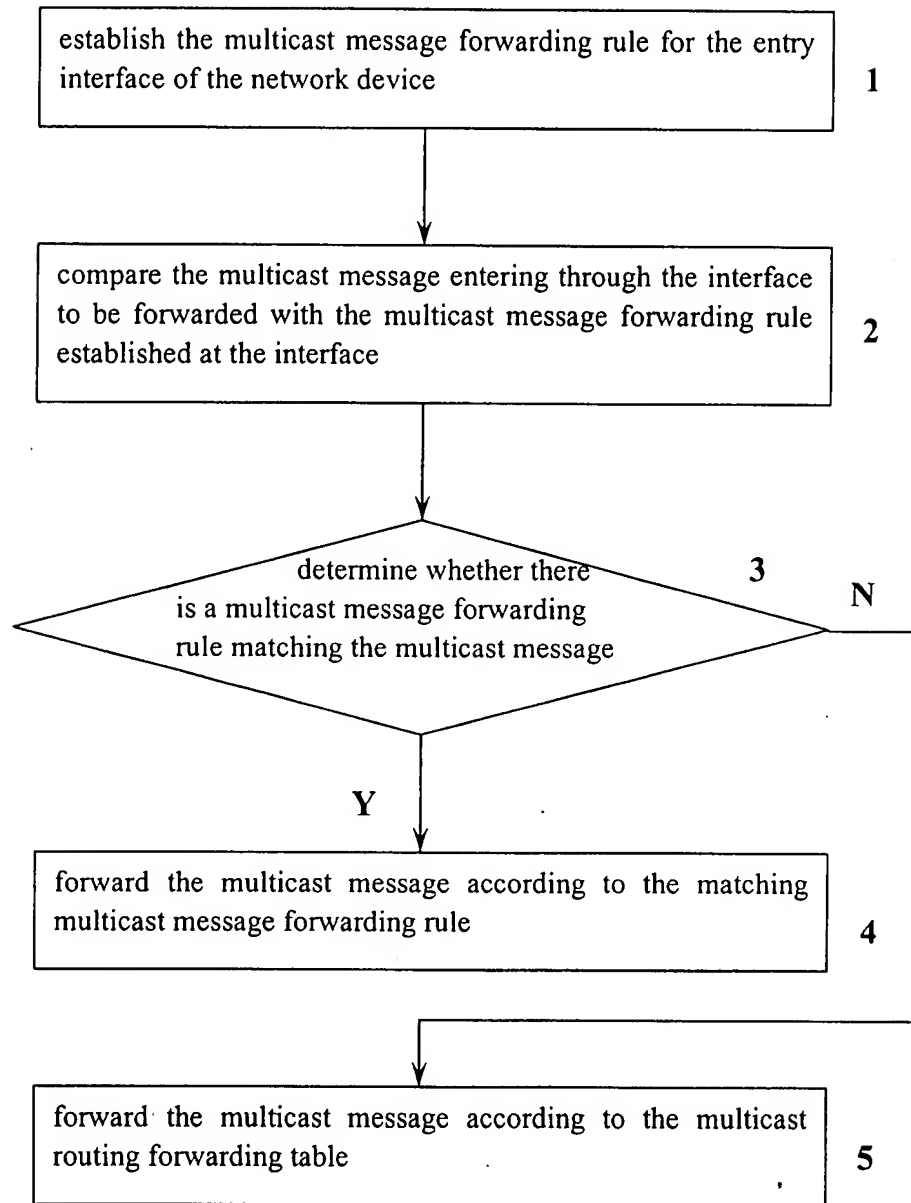 establish the multicast message forwarding rule for the entry
interface of the network device
1
compare the multicast message entering through the interface
to be forwarded with the multicast message forwarding rule
established at the interface
2
determine whether there
is a multicast message forwarding
rule matching the multicast message
3
N
Y
forward the multicast message according to the matching
multicast message forwarding rule
4
forward the multicast message according to the multicast
routing forwarding table
5